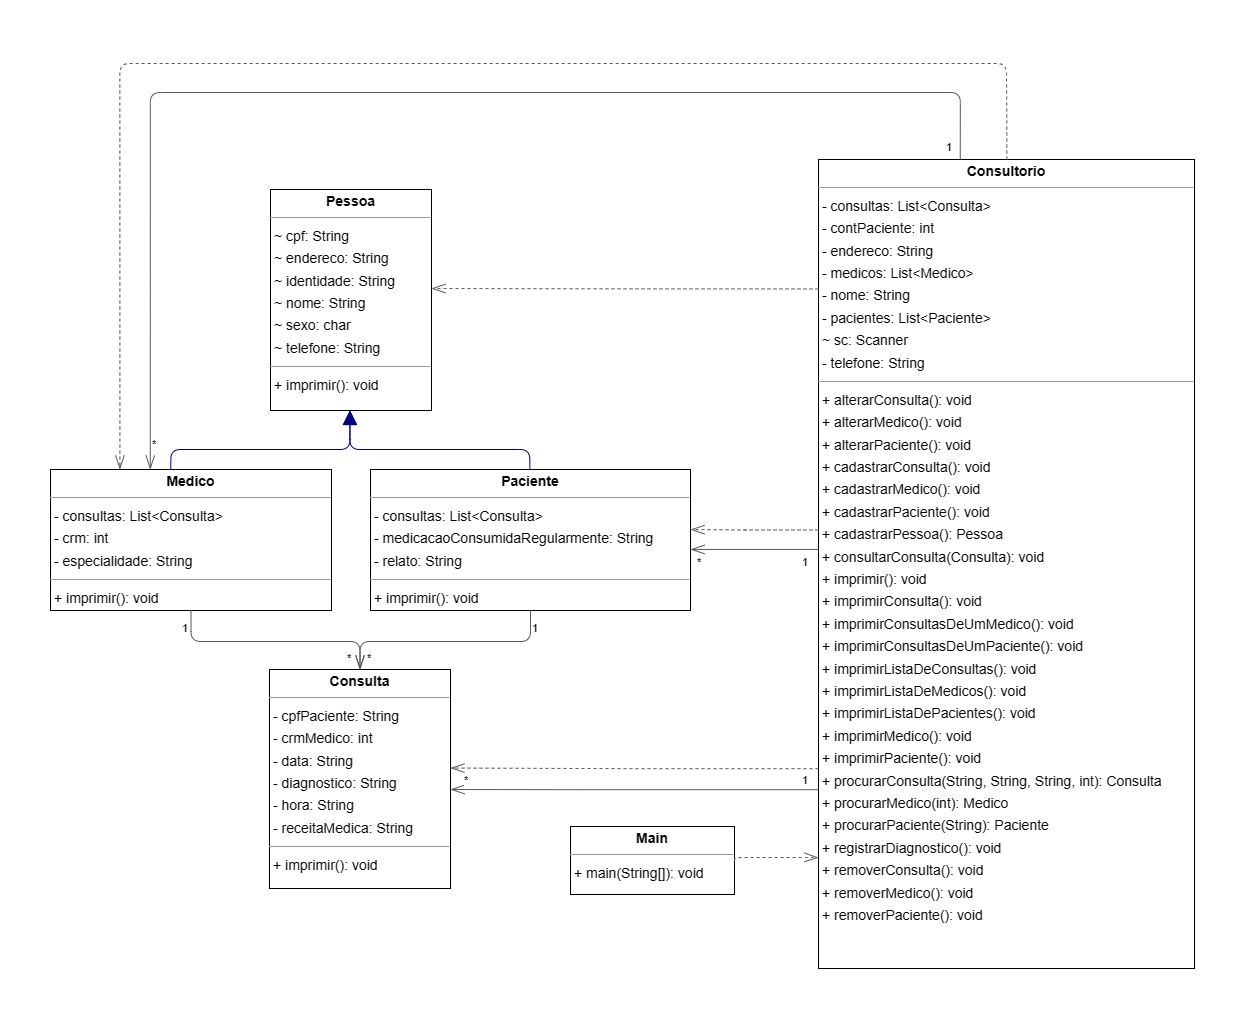 Pessoa
~ cpf: String
~ endereco: String
~ identidade: String
~ nome: String
~ sexo: char
~ telefone: String
+ imprimir(): void
Medico
- consultas: List<Consulta>
- crm: int
- especialidade: String
+ imprimir(): void
Paciente
- consultas: List<Consulta>
- medicacaoConsumidaRegularmente: String
- relato: String
+ imprimir(): void
Consulta
- cpfPaciente: String
- crmMedico: int
- data: String
- diagnostico: String
- hora: String
- receitaMedica: String
+ imprimir(): void
Main
+ main(String[]): void
Consultorio
- consultas: List<Consulta>
- contPaciente: int
- endereco: String
- medicos: List<Medico>
- nome: String
- pacientes: List<Paciente>
~ sc: Scanner
- telefone: String
+ alterarConsulta(): void
+ alterarMedico(): void
+ alterarPaciente(): void
+ cadastrarConsulta(): void
+ cadastrarMedico(): void
+ cadastrarPaciente(): void
+ cadastrarPessoa(): Pessoa
+ consultarConsulta(Consulta): void
+ imprimir(): void
+ imprimirConsulta(): void
+ imprimirConsultasDeUmMedico(): void
+ imprimirConsultasDeUmPaciente(): void
+ imprimirListaDeConsultas(): void
+ imprimirListaDeMedicos(): void
+ imprimirListaDePacientes(): void
+ imprimirMedico(): void
+ imprimirPaciente(): void
+ procurarConsulta(String, String, String, int): Consulta
+ procurarMedico(int): Medico
+ procurarPaciente(String): Paciente
+ registrarDiagnostico(): void
+ removerConsulta(): void
+ removerMedico(): void
+ removerPaciente(): void
1
*
*
1
1
1
*
*
*
1